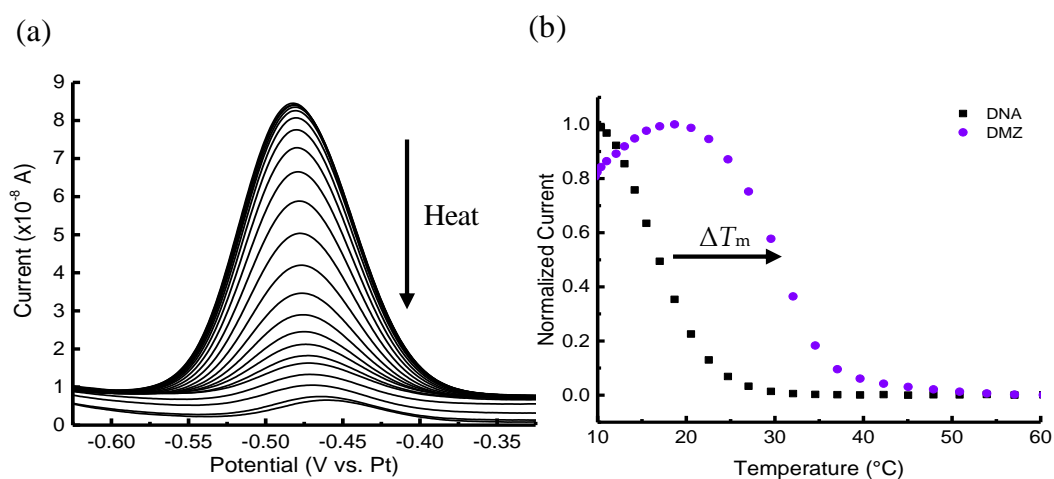 (a)
9
8
7
6
5
4
3
2
1
0
Current (x10⁻⁸ A)
Heat
-0.60 -0.55 -0.50 -0.45 -0.40 -0.35
Potential (V vs. Pt)
(b)
1.0
0.8
0.6
0.4
0.2
0.0
Normalized Current
DNA
DMZ
ΔTm
10 20 30 40 50 60
Temperature (°C)